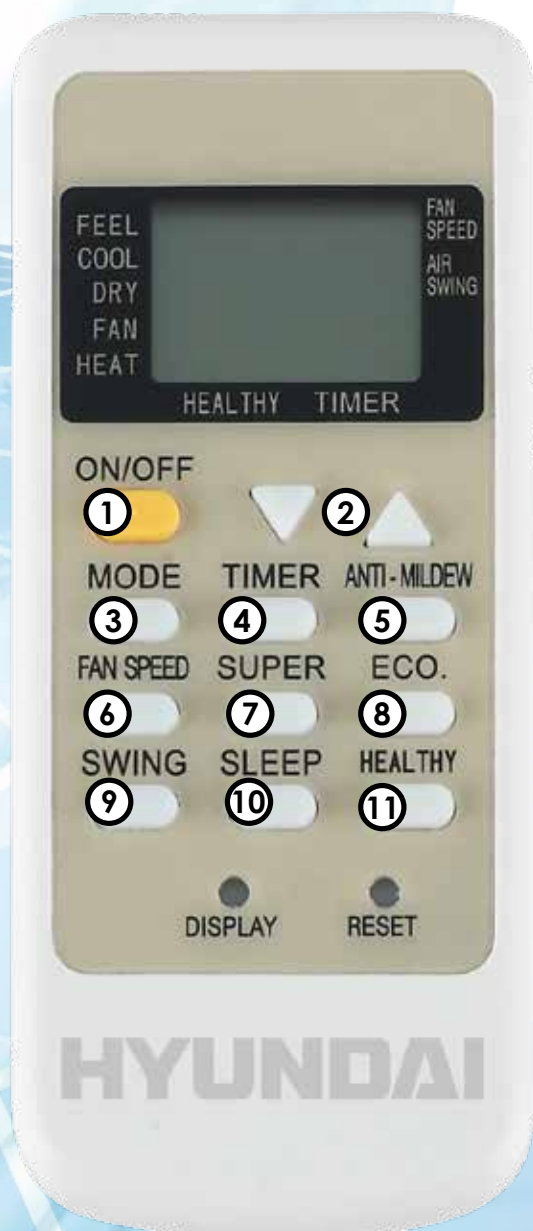 FEEL
COOL
DRY
FAN
HEAT
FAN
SPEED
AIR
SWING
HEALTHY TIMER
ON/OFF
1 2
MODE TIMER ANTI-MILDEW
3 4 5
FAN SPEED SUPER ECO.
6 7 8
SWING SLEEP HEALTHY
9 10 11
DISPLAY RESET
HYUNDAI